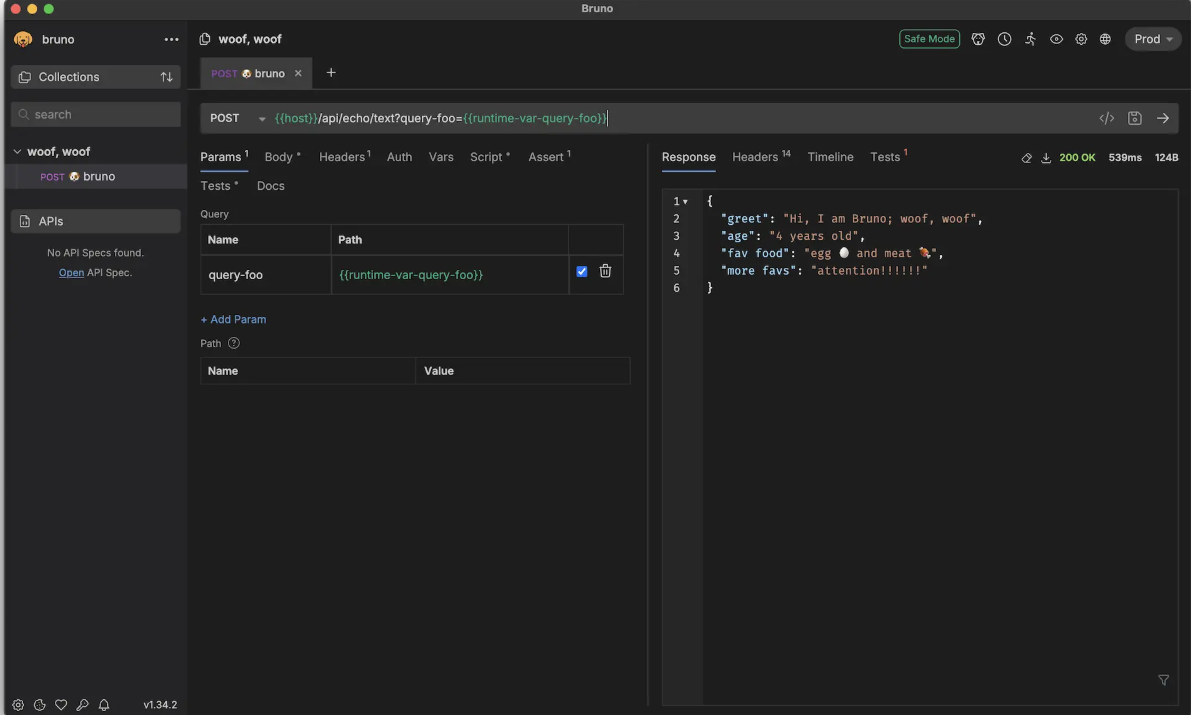 Bruno
bruno
Collections
search
woof, woof
POST 🐶 bruno
APIs
No API Specs found.
Open API Spec.
v1.34.2
woof, woof
Safe Mode
Prod
POST 🐶 bruno
POST {{host}}/api/echo/text?query-foo={{runtime-var-query-foo}}
Params 1 Body * Headers 1 Auth Vars Script * Assert 1
Tests * Docs
Query
Name Path
query-foo {{runtime-var-query-foo}}
+ Add Param
Path ?
Name Value
Response Headers 14 Timeline Tests 1 200 OK 539ms 124B
1 {
2 "greet": "Hi, I am Bruno; woof, woof",
3 "age": "4 years old",
4 "fav food": "egg 🥚 and meat 🍖",
5 "more favs": "attention!!!!!!"
6 }